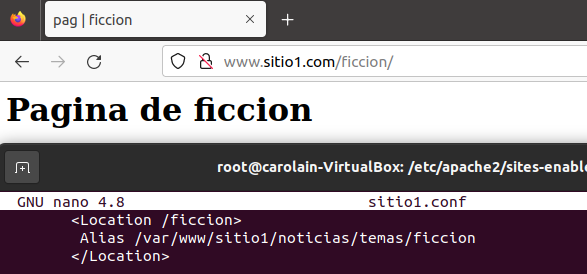 pag | ficcion
www.sitio1.com/ficcion/
Pagina de ficcion
root@carolain-VirtualBox: /etc/apache2/sites-enable
GNU nano 4.8 sitio1.conf
<Location /ficcion>
Alias /var/www/sitio1/noticias/temas/ficcion
</Location>